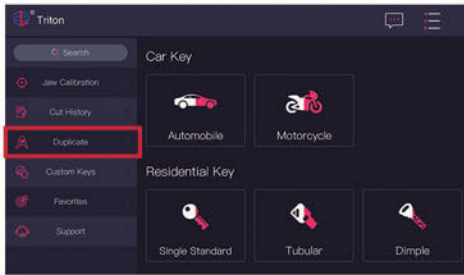 Triton
Search
Jaw Calibration
Cut History
Duplicate
Custom Keys
Favorites
Support
Car Key
Automobile
Motorcycle
Residential Key
Single Standard
Tubular
Dimple